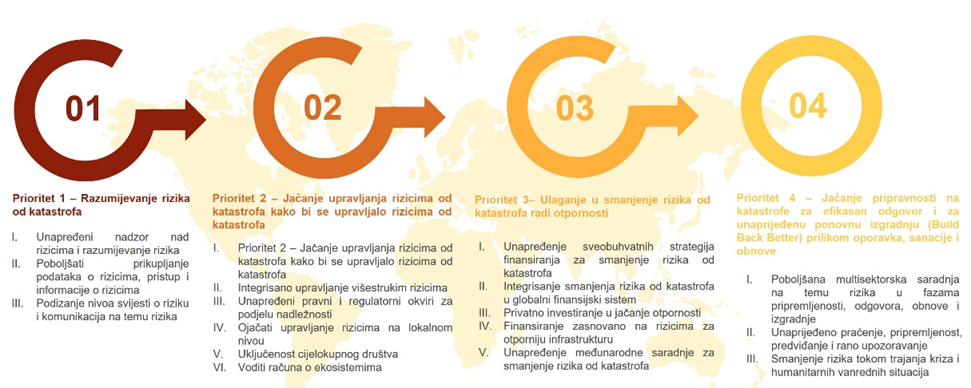 01
02
03
04
Prioritet 1 – Razumijevanje rizika
od katastrofa
I. Unapređeni nadzor nad
rizicima i razumijevanje rizika
II. Poboljšati prikupljanje
podataka o rizicima, pristup i
informacije o rizicima
III. Podizanje nivoa svijesti o riziku
i komunikacija na temu rizika
Prioritet 2 – Jačanje upravljanja rizicima od
katastrofa kako bi se upravljalo rizicima od
katastrofa
I. Prioritet 2 – Jačanje upravljanja rizicima od
katastrofa kako bi se upravljalo rizicima od
katastrofa
II. Integrisano upravljanje višestrukim rizicima
III. Unapređeni pravni i regulatorni okviri za
podjelu nadležnosti
IV. Ojačati upravljanje rizicima na lokalnom
nivou
V. Uključenost cijelokupnog društva
VI. Voditi računa o ekosistemima
Prioritet 3– Ulaganje u smanjenje rizika od
katastrofa radi otpornosti
I. Unapređenje sveobuhvatnih strategija
finansiranja za smanjenje rizika od
katastrofa
II. Integrisanje smanjenja rizika od katastrofa
u globalni finansijski sistem
III. Privatno investiranje u jačanje otpornosti
IV. Finansiranje zasnovano na rizicima za
otporniju infrastrukturu
V. Unapređenje međunarodne saradnje za
smanjenje rizika od katastrofa
Prioritet 4 – Jačanje pripravnosti na
katastrofe za efikasan odgovor i za
unaprijeđenu ponovnu izgradnju (Build
Back Better) prilikom oporavka, sanacije i
obnove
I. Poboljšana multisektorska saradnja
na temu rizika u fazama
pripremljenosti, odgovora, obnove i
izgradnje
II. Unaprijeđeno praćenje, pripremljenost,
predviđanje i rano upozoravanje
III. Smanjenje rizika tokom trajanja kriza i
humanitarnih vanrednih situacija